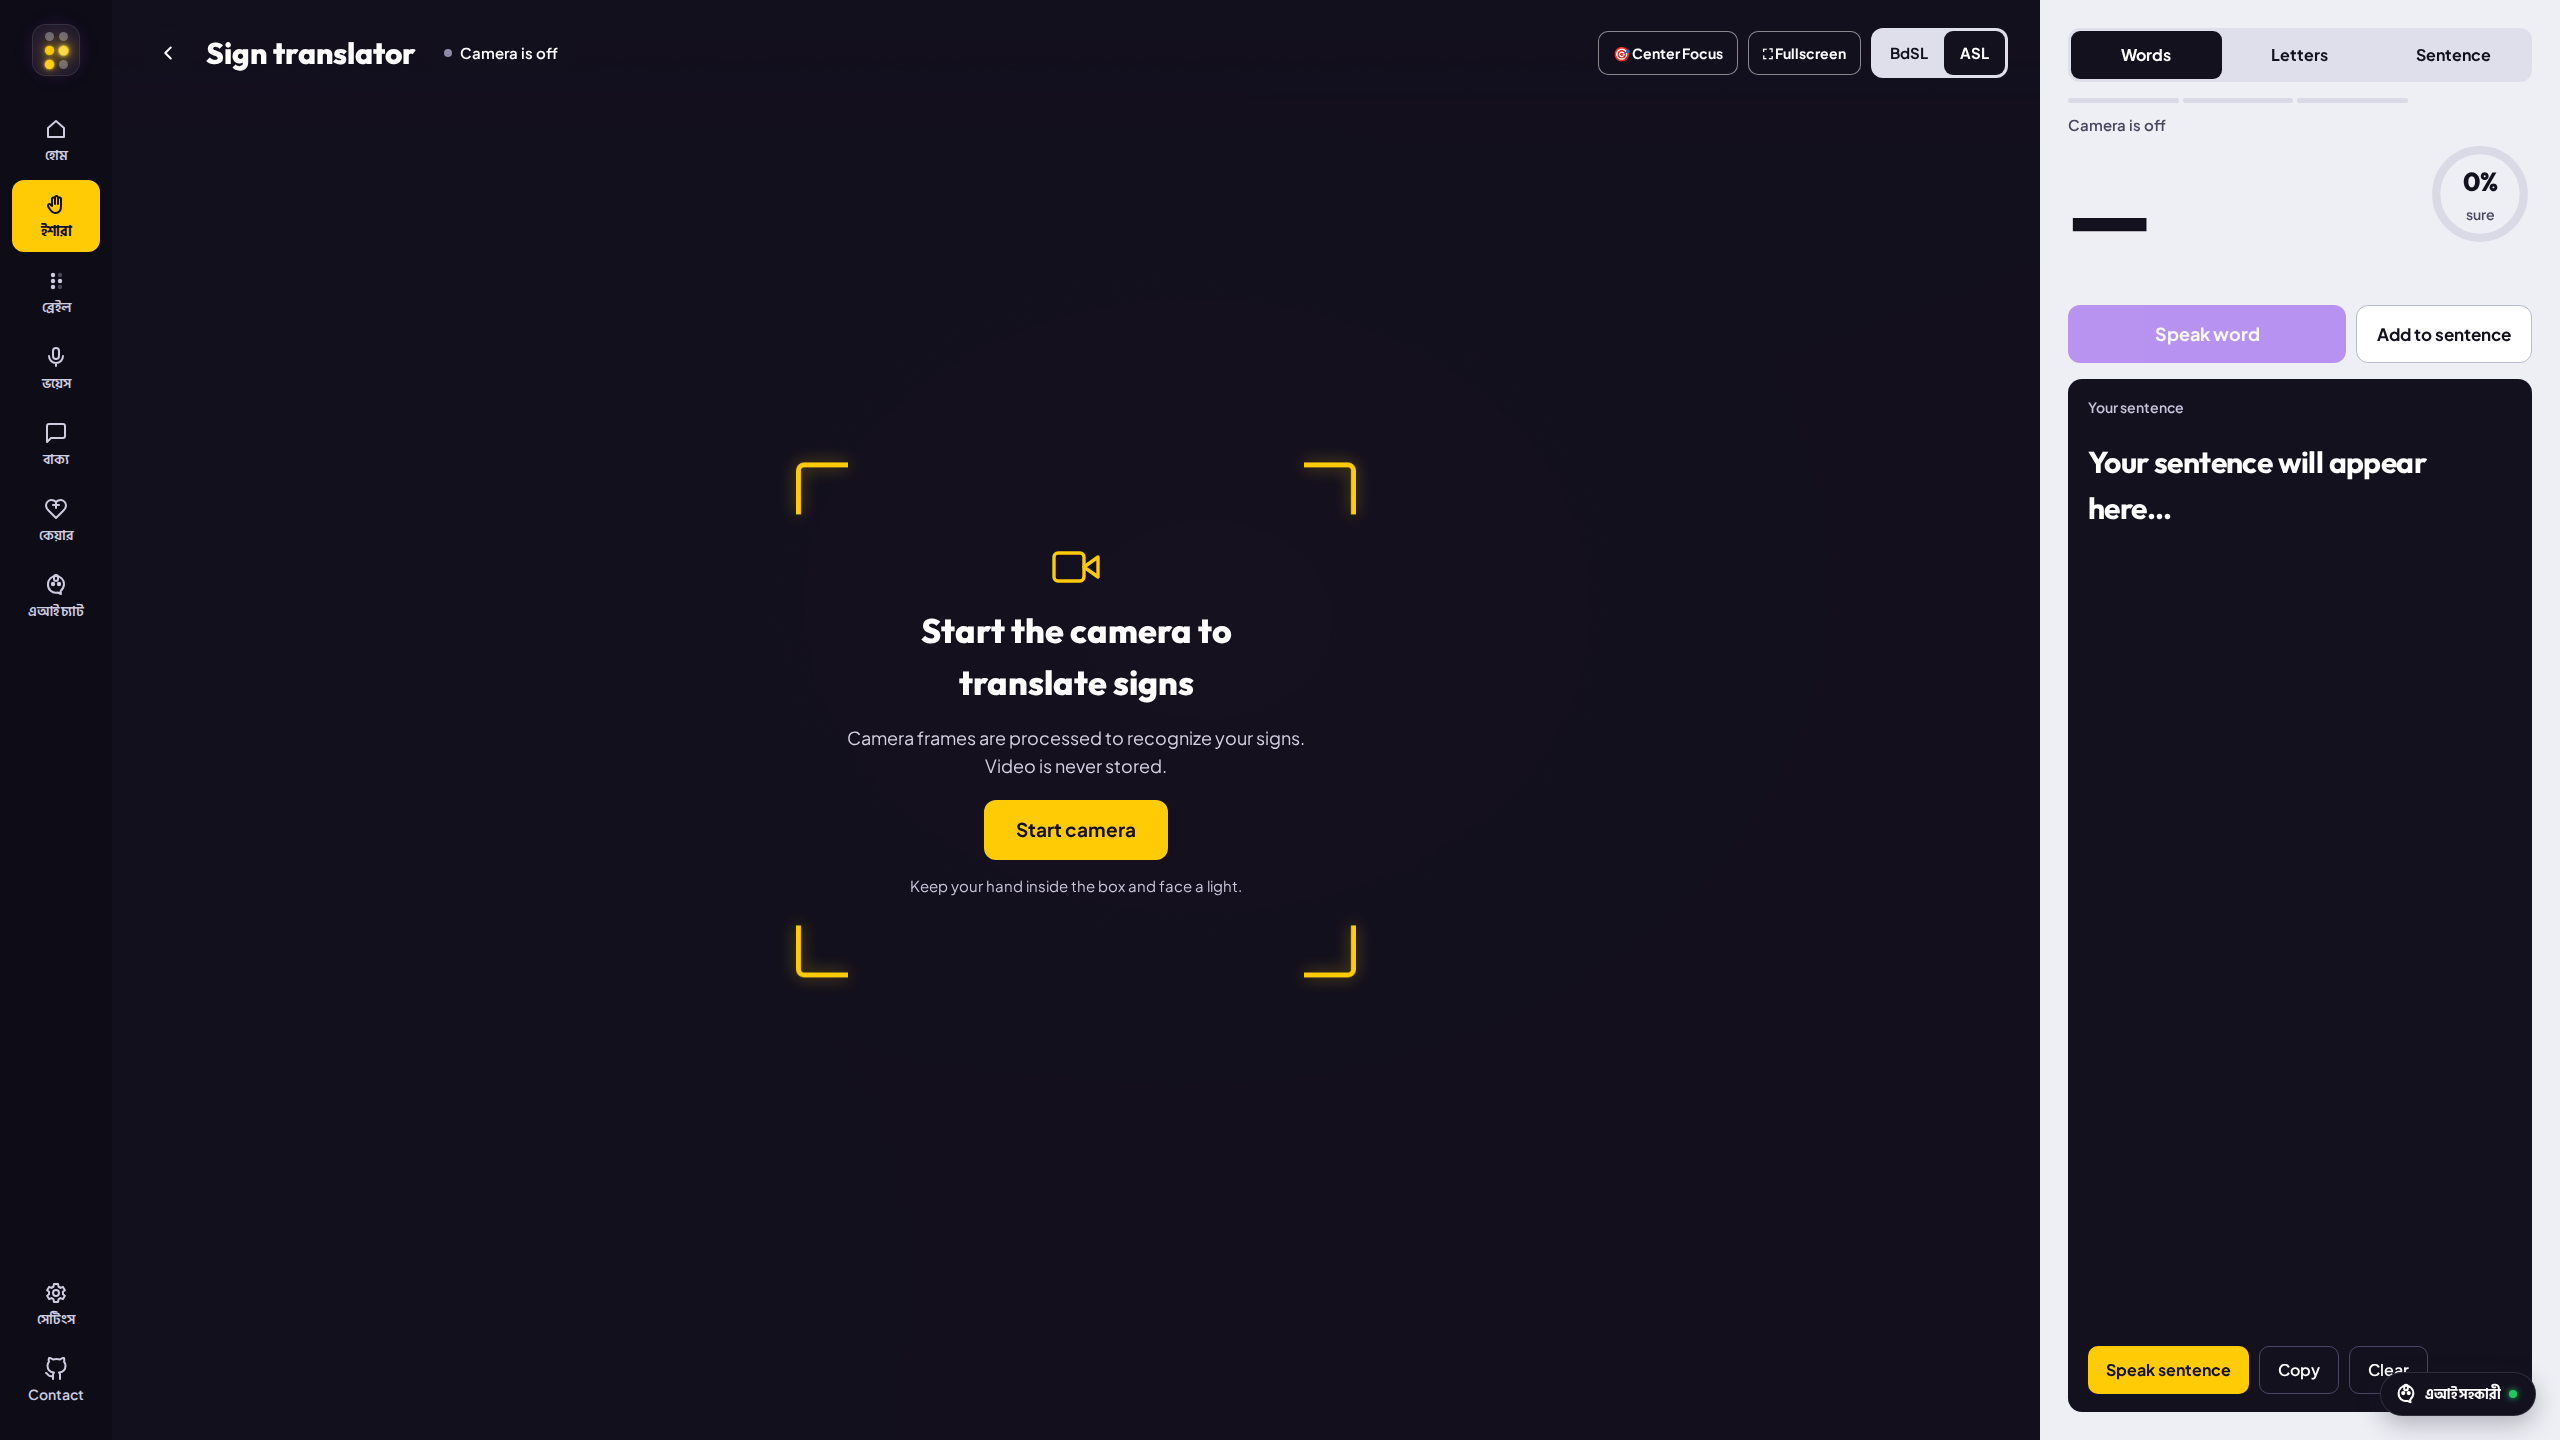 হোম
ইশারা
ব্রেইল
ভয়েস
বাক্য
কেয়ার
এআই চ্যাট
সেটিংস
Contact
Sign translator
Camera is off
🎯 Center Focus
⛶ Fullscreen
BdSL
ASL
Start the camera to
translate signs
Camera frames are processed to recognize your signs.
Video is never stored.
Start camera
Keep your hand inside the box and face a light.
Words
Letters
Sentence
Camera is off
0%
sure
Speak word
Add to sentence
Your sentence
Your sentence will appear
here...
Speak sentence
Copy
Clear
এআই সহকারী